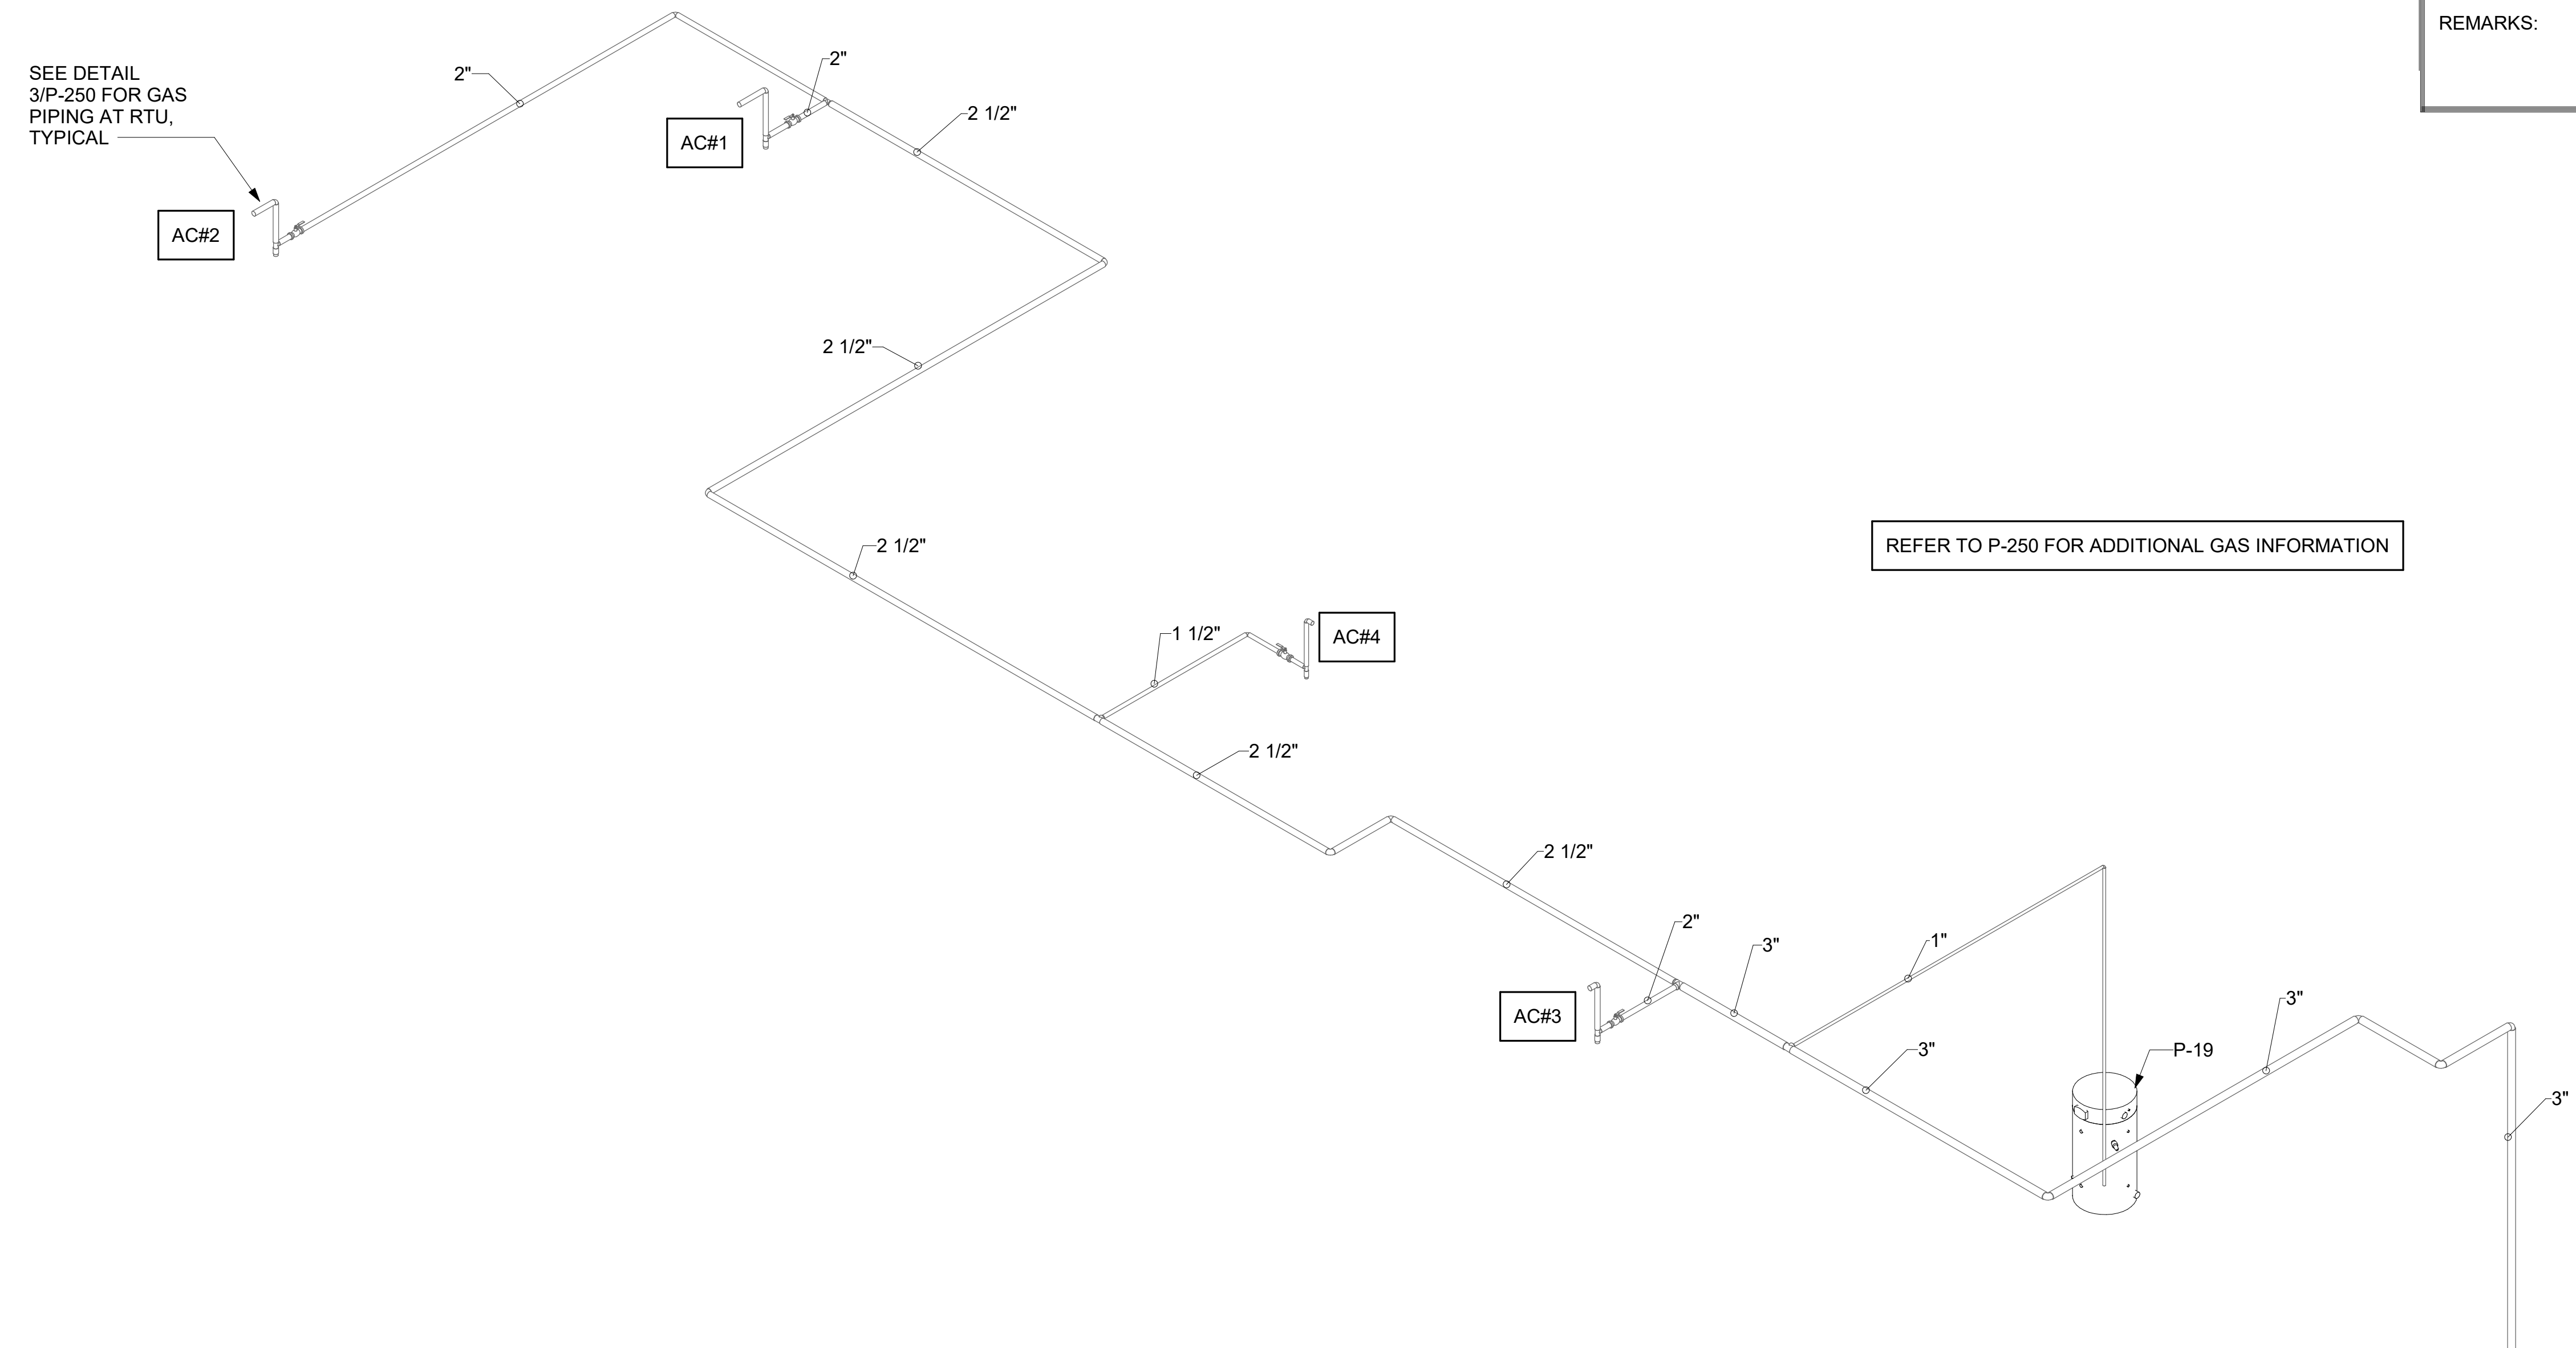 REMARKS:
SEE DETAIL
3/P-250 FOR GAS
PIPING AT RTU,
TYPICAL
2"
2"
2 1/2"
AC#1
AC#2
2 1/2"
2 1/2"
REFER TO P-250 FOR ADDITIONAL GAS INFORMATION
1 1/2"
AC#4
2 1/2"
2 1/2"
2"
3"
1"
AC#3
3"
3"
P-19
3"